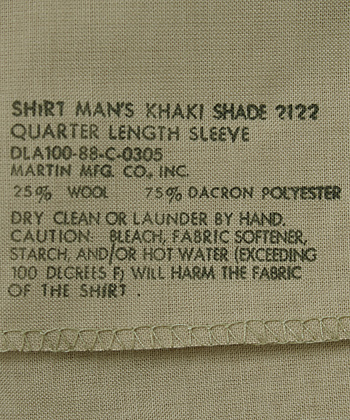 SHIRT MAN'S KHAKI SHADE 2122
QUARTER LENGTH SLEEVE
DLA100-88-C-0305
MARTIN MFG. CO., INC.
25% WOOL 75% DACRON POLYESTER
DRY CLEAN OR LAUNDER BY HAND.
CAUTION: BLEACH, FABRIC SOFTENER,
STARCH, AND/OR HOT WATER (EXCEEDING
100 DEGREES F) WILL HARM THE FABRIC
OF THE SHIRT.